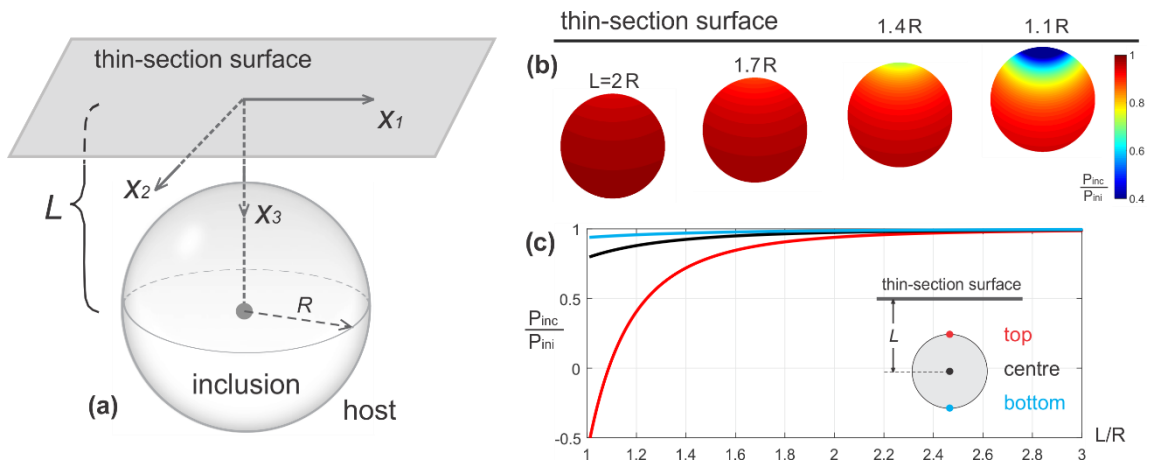 thin-section surface
x1
x2
x3
L
R
inclusion
(a)
host
thin-section surface
(b)
L=2R
1.7R
1.4R
1.1R
1
0.8
0.6
0.4
Pinc
Pini
(c)
1
0.5
0
-0.5
Pinc
Pini
thin-section surface
L
top
centre
bottom
1 1.2 1.4 1.6 1.8 2 2.2 2.4 2.6 2.8 3
L/R